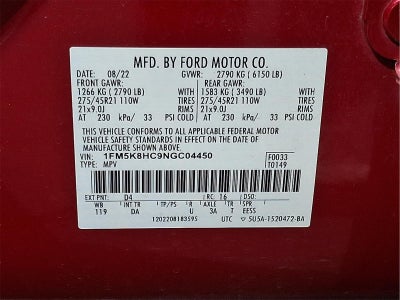 MFD. BY FORD MOTOR CO.
DATE: 08/22 GVWR: 2790 KG ( 6150 LB)
FRONT GAWR: REAR GAWR:
1266 KG ( 2790 LB) 1583 KG ( 3490 LB)
275/45R21 110W WITH 275/45R21 110W WITH
21x9.0J TIRES 21x9.0J TIRES
RIMS RIMS
AT 230 kPa/ 33 PSI COLD AT 230 kPa/ 33 PSI COLD
THIS VEHICLE CONFORMS TO ALL APPLICABLE FEDERAL MOTOR
VEHICLE SAFETY AND THEFT PREVENTION STANDARDS IN EFFECT ON THE
DATE OF MANUFACTURE SHOWN ABOVE.
VIN: 1FM5K8HC9NGC04450 F0033
TYPE: MPV T0149
EXT PNT: D4 RC: 16
WB INT TR TP/PS R AXLE TR SPR
119 DA U 3A T EESS
1202208183595 UTC 5U5A-1520472-BA